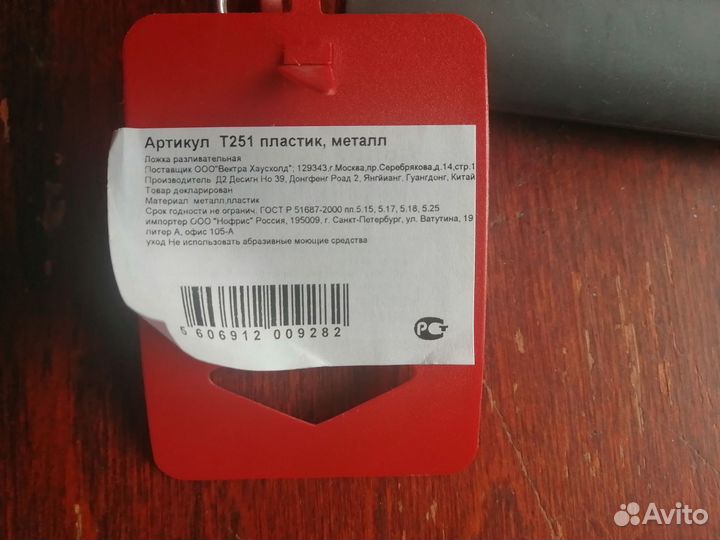 Артикул Т251 пластик, металл
Ложка разливательная
Поставщик ООО"Вектра Хаусхолд"; 129343,г.Москва,пр.Серебрякова,д.14,стр.1
Производитель Д2 Десигн Но 39, Донгфенг Роад 2, Янгйианг, Гуангдонг, Китай
Товар декларирован
Материал металл,пластик
Срок годности не огранич. ГОСТ Р 51687-2000 пп.5.15, 5.17, 5.18, 5.25
импортер ООО "Нофрис" Россия, 195009, г. Санкт-Петербург, ул. Ватутина, 19
литер А, офис 105-А
уход Не использовать абразивные моющие средства
5 606912 009282
РСТ
Avito